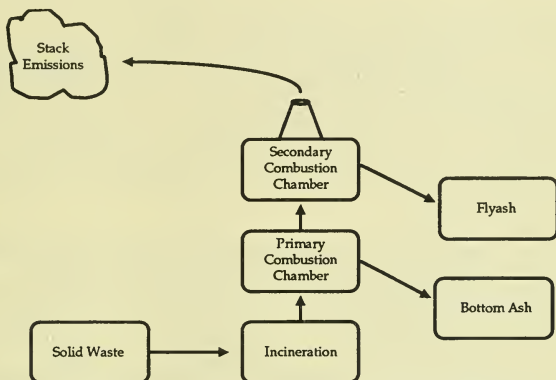 Stack
Emissions
Secondary
Combustion
Chamber
Flyash
Primary
Combustion
Chamber
Bottom Ash
Solid Waste
Incineration